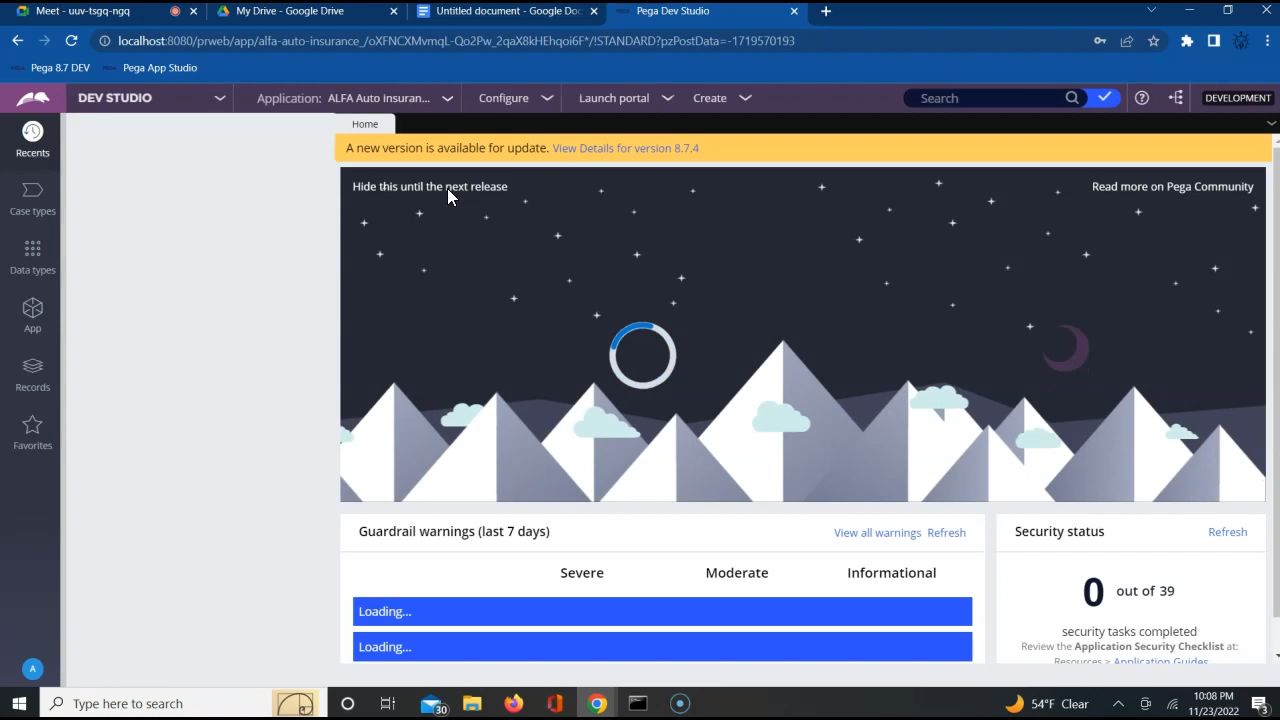 Meet - uuv-tsgq-ngq
My Drive - Google Drive
Untitled document - Google Doc
Pega Dev Studio
localhost:8080/prweb/app/alfa-auto-insurance_/oXFNCXMvmqL-Qo2Pw_2qaX8kHEhqoi6F*/!STANDARD?pzPostData=-1719570193
Pega 8.7 DEV
Pega App Studio
DEV STUDIO
Application: ALFA Auto Insuran...
Configure
Launch portal
Create
Search
DEVELOPMENT
Home
Recents
A new version is available for update. View Details for version 8.7.4
Hide this until the next release
Read more on Pega Community
Case types
Data types
App
Records
Favorites
Guardrail warnings (last 7 days)
View all warnings Refresh
Severe Moderate Informational
Loading...
Loading...
Security status
Refresh
0 out of 39
security tasks completed
Review the Application Security Checklist at:
Resources > Application Guides
A
Type here to search
30
54°F Clear
10:08 PM
11/23/2022
3